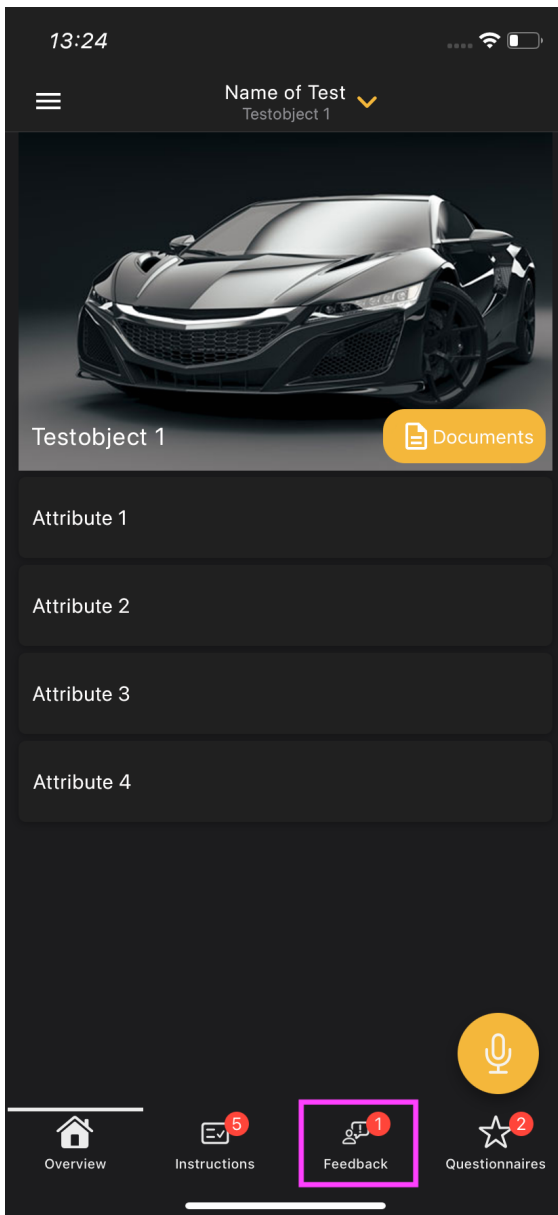 13:24
Name of Test
Testobject 1
Testobject 1
Documents
Attribute 1
Attribute 2
Attribute 3
Attribute 4
5
1
2
Overview
Instructions
Feedback
Questionnaires